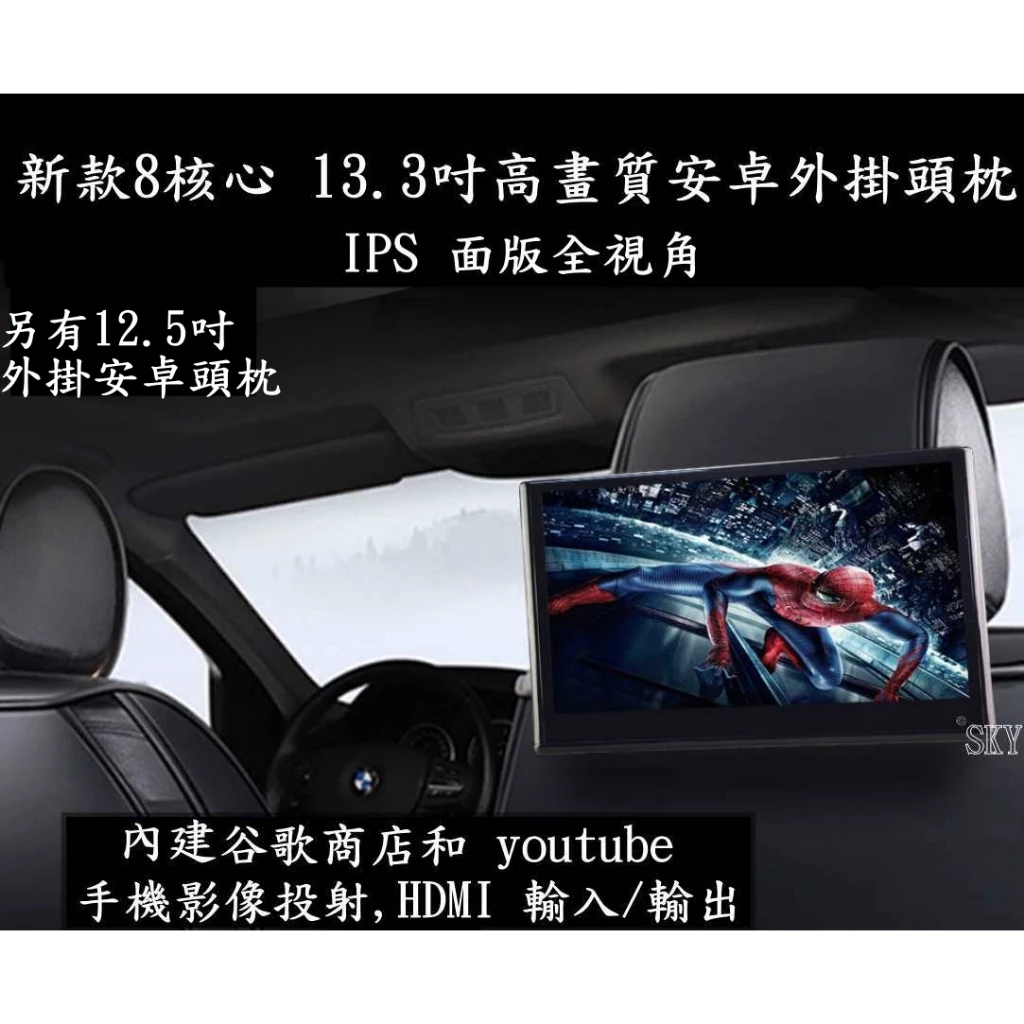 新款8核心 13.3吋高畫質安卓外掛頭枕
IPS 面版全視角
另有12.5吋
外掛安卓頭枕
SKY
內建谷歌商店和 youtube
手機影像投射,HDMI 輸入/輸出